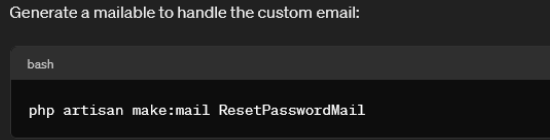 Generate a mailable to handle the custom email:
bash
php artisan make:mail ResetPasswordMail